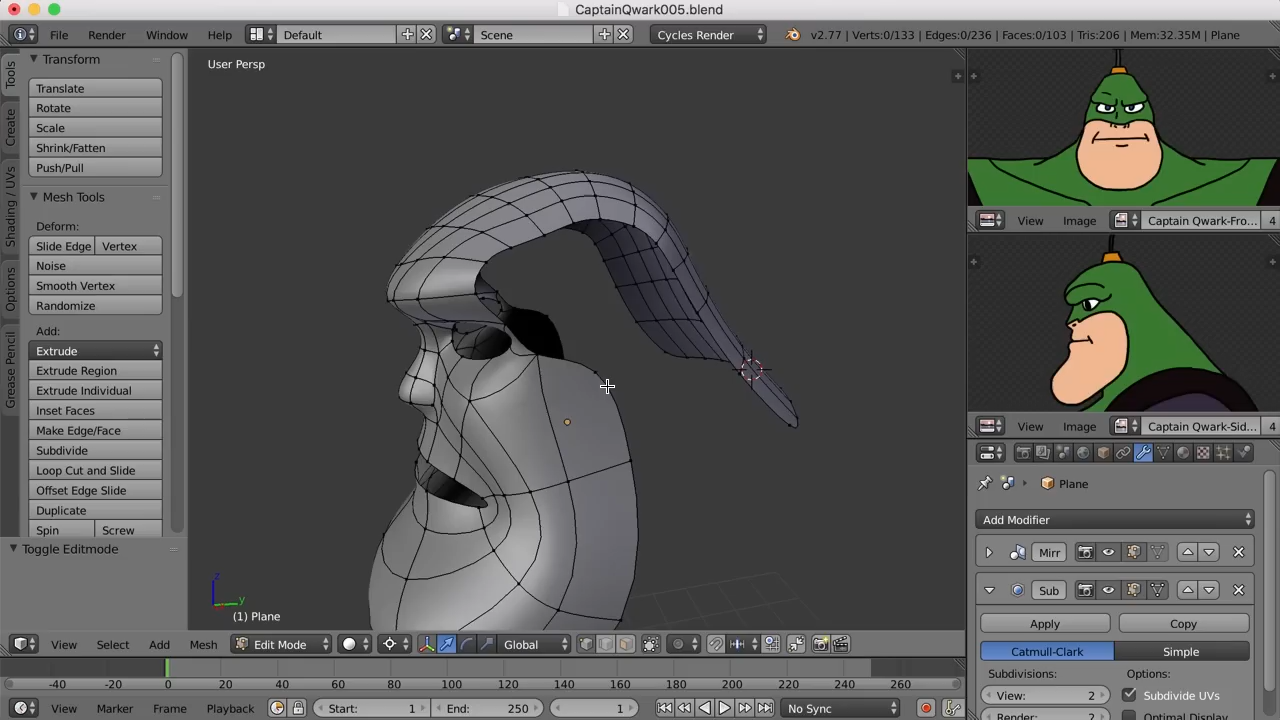 CaptainQwark005.blend
File Render Window Help Default Scene Cycles Render v2.77 | Verts:0/133 | Edges:0/236 | Faces:0/103 | Tris:206 | Mem:32.35M | Plane
Tools
Create
Shading / UVs
Options
Grease Pencil
Transform
Translate
Rotate
Scale
Shrink/Fatten
Push/Pull
Mesh Tools
Deform:
Slide Edge Vertex
Noise
Smooth Vertex
Randomize
Add:
Extrude
Extrude Region
Extrude Individual
Inset Faces
Make Edge/Face
Subdivide
Loop Cut and Slide
Offset Edge Slide
Duplicate
Spin Screw
Toggle Editmode
User Persp
z
y
(1) Plane
View Image Captain Qwark-Fro... 4
View Image Captain Qwark-Sid... 4
Plane
Add Modifier
Mirr
Sub
Apply Copy
Catmull-Clark Simple
Subdivisions: Options:
View: 2 Subdivide UVs
Render: 2 Optimal Display
View Select Add Mesh Edit Mode Global
-40 -20 0 20 40 60 80 100 120 140 160 180 200 220 240 260
View Marker Frame Playback Start: 1 End: 250 1 No Sync